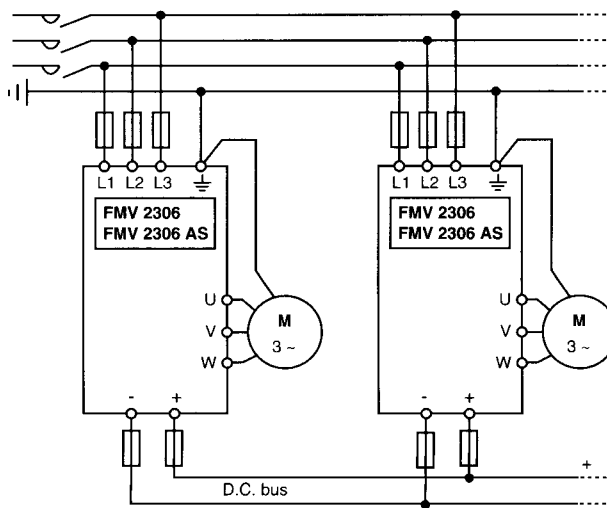 L1 L2 L3
L1 L2 L3
FMV 2306
FMV 2306 AS
FMV 2306
FMV 2306 AS
U
V
W
M
3 ~
U
V
W
M
3 ~
- +
- +
+
D.C. bus